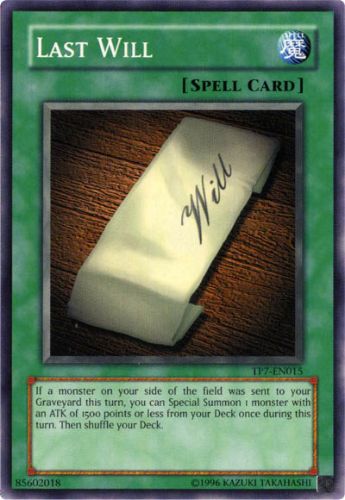 LAST WILL
魔
[SPELL CARD]
Will
TP7-EN015
If a monster on your side of the field was sent to
your Graveyard this turn, you can Special Summon 1 monster with
an ATK of 1500 points or less from your Deck once during this
turn. Then shuffle your Deck.
85602018
©1996 KAZUKI TAKAHASHI